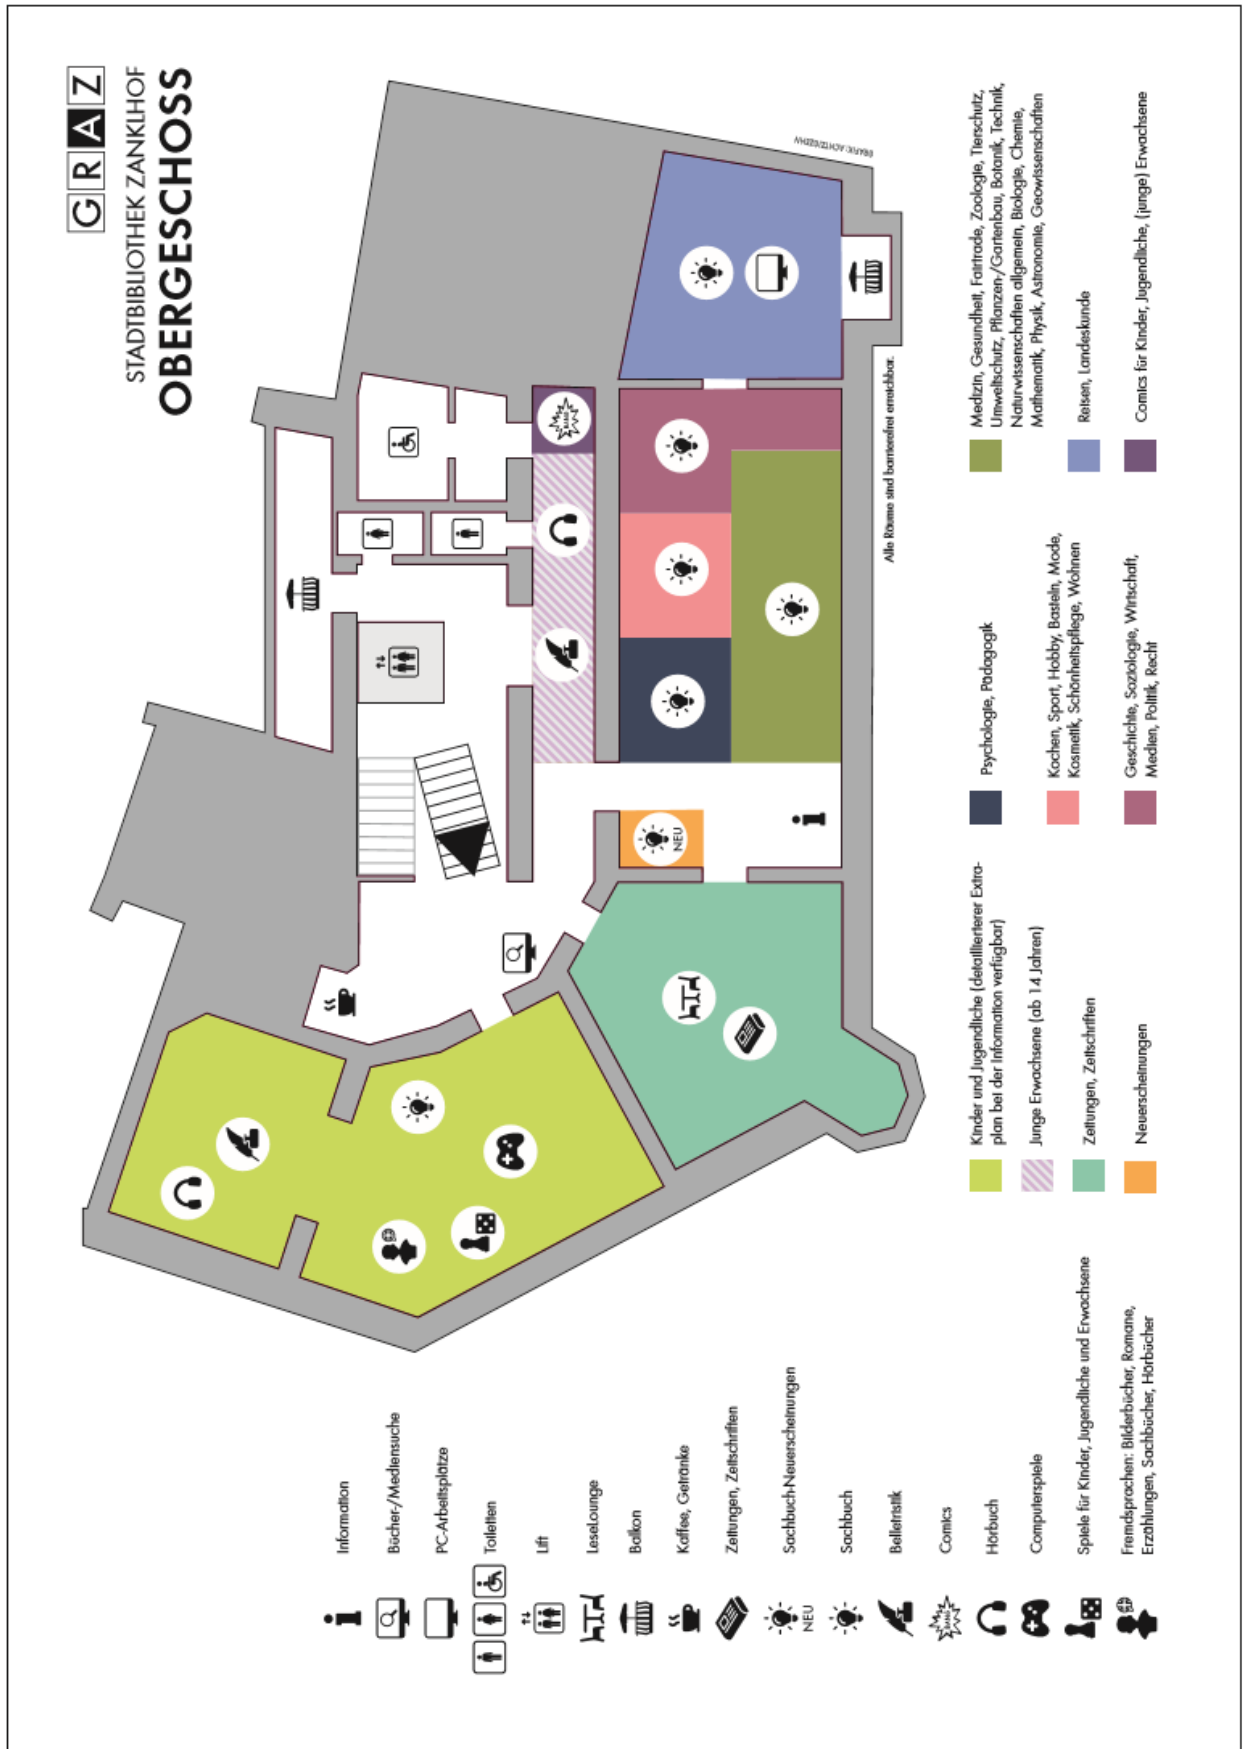 GRAZ
STADTBIBLIOTHEK ZANKLHOF
OBERGESCHOSS
GRAFIK: ACHTZIGZEHN
BANG
NEU
Alle Räume sind barrierefrei erreichbar.
Information
Bücher-/Mediensuche
PC-Arbeitsplätze
Toiletten
Lift
LeseLounge
Balkon
Kaffee, Getränke
Zeitungen, Zeitschriften
NEU
Sachbuch-Neuerscheinungen
Sachbuch
Belletristik
BANG
Comics
Hörbuch
Computerspiele
Spiele für Kinder, Jugendliche und Erwachsene
Fremdsprachen: Bilderbücher, Romane,
Erzählungen, Sachbücher, Hörbücher
Kinder und Jugendliche (detaillierterer Extra-
plan bei der Information verfügbar)
Junge Erwachsene (ab 14 Jahren)
Zeitungen, Zeitschriften
Neuerscheinungen
Psychologie, Pädagogik
Kochen, Sport, Hobby, Basteln, Mode,
Kosmetik, Schönheitspflege, Wohnen
Geschichte, Soziologie, Wirtschaft,
Medien, Politik, Recht
Medizin, Gesundheit, Fairtrade, Zoologie, Tierschutz,
Umweltschutz, Pflanzen-/Gartenbau, Botanik, Technik,
Naturwissenschaften allgemein, Biologie, Chemie,
Mathematik, Physik, Astronomie, Geowissenschaften
Reisen, Landeskunde
Comics für Kinder, Jugendliche, (junge) Erwachsene